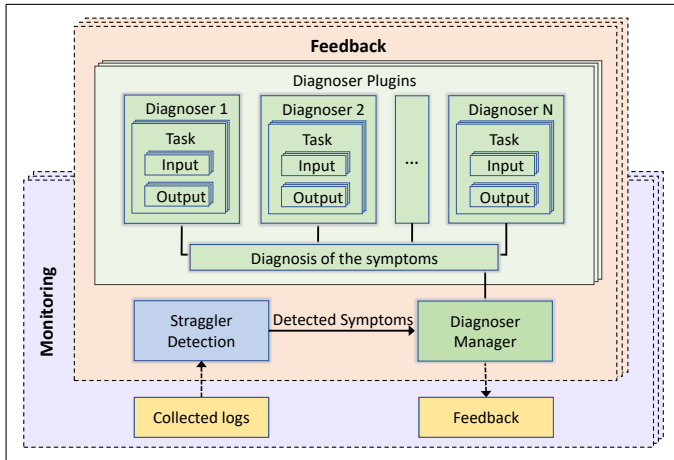 Feedback
Diagnoser Plugins
Diagnoser 1
Task
Input
Output
Diagnoser 2
Task
Input
Output
...
Diagnoser N
Task
Input
Output
Diagnosis of the symptoms
Monitoring
Straggler
Detection
Detected Symptoms
Diagnoser
Manager
Collected logs
Feedback